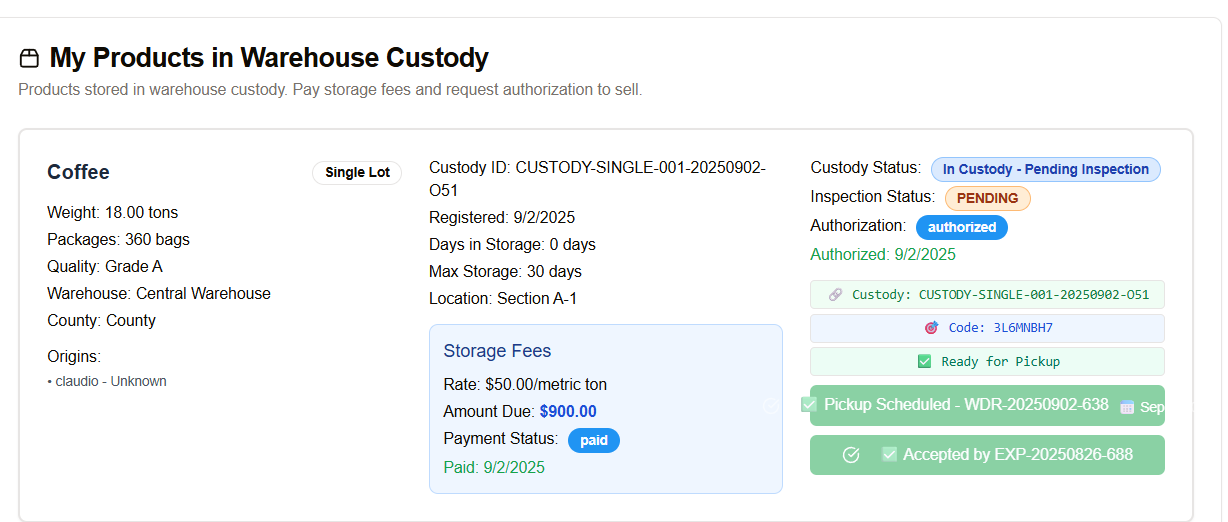 My Products in Warehouse Custody
Products stored in warehouse custody. Pay storage fees and request authorization to sell.
Coffee
Single Lot
Weight: 18.00 tons
Packages: 360 bags
Quality: Grade A
Warehouse: Central Warehouse
County: County
Origins:
• claudio - Unknown
Custody ID: CUSTODY-SINGLE-001-20250902-
O51
Registered: 9/2/2025
Days in Storage: 0 days
Max Storage: 30 days
Location: Section A-1
Storage Fees
Rate: $50.00/metric ton
Amount Due: $900.00
Payment Status: paid
Paid: 9/2/2025
Custody Status: In Custody - Pending Inspection
Inspection Status: PENDING
Authorization: authorized
Authorized: 9/2/2025
🔗 Custody: CUSTODY-SINGLE-001-20250902-O51
🎯 Code: 3L6MNBH7
✅ Ready for Pickup
✅ Pickup Scheduled - WDR-20250902-638 📅 Sep
✅ Accepted by EXP-20250826-688